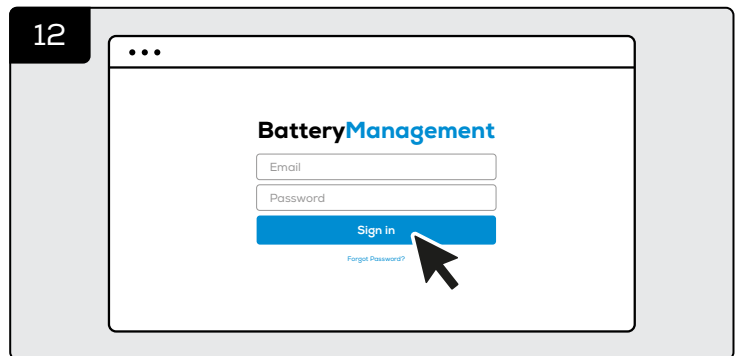 12
BatteryManagement
Email
Password
Sign in
Forgot Password?